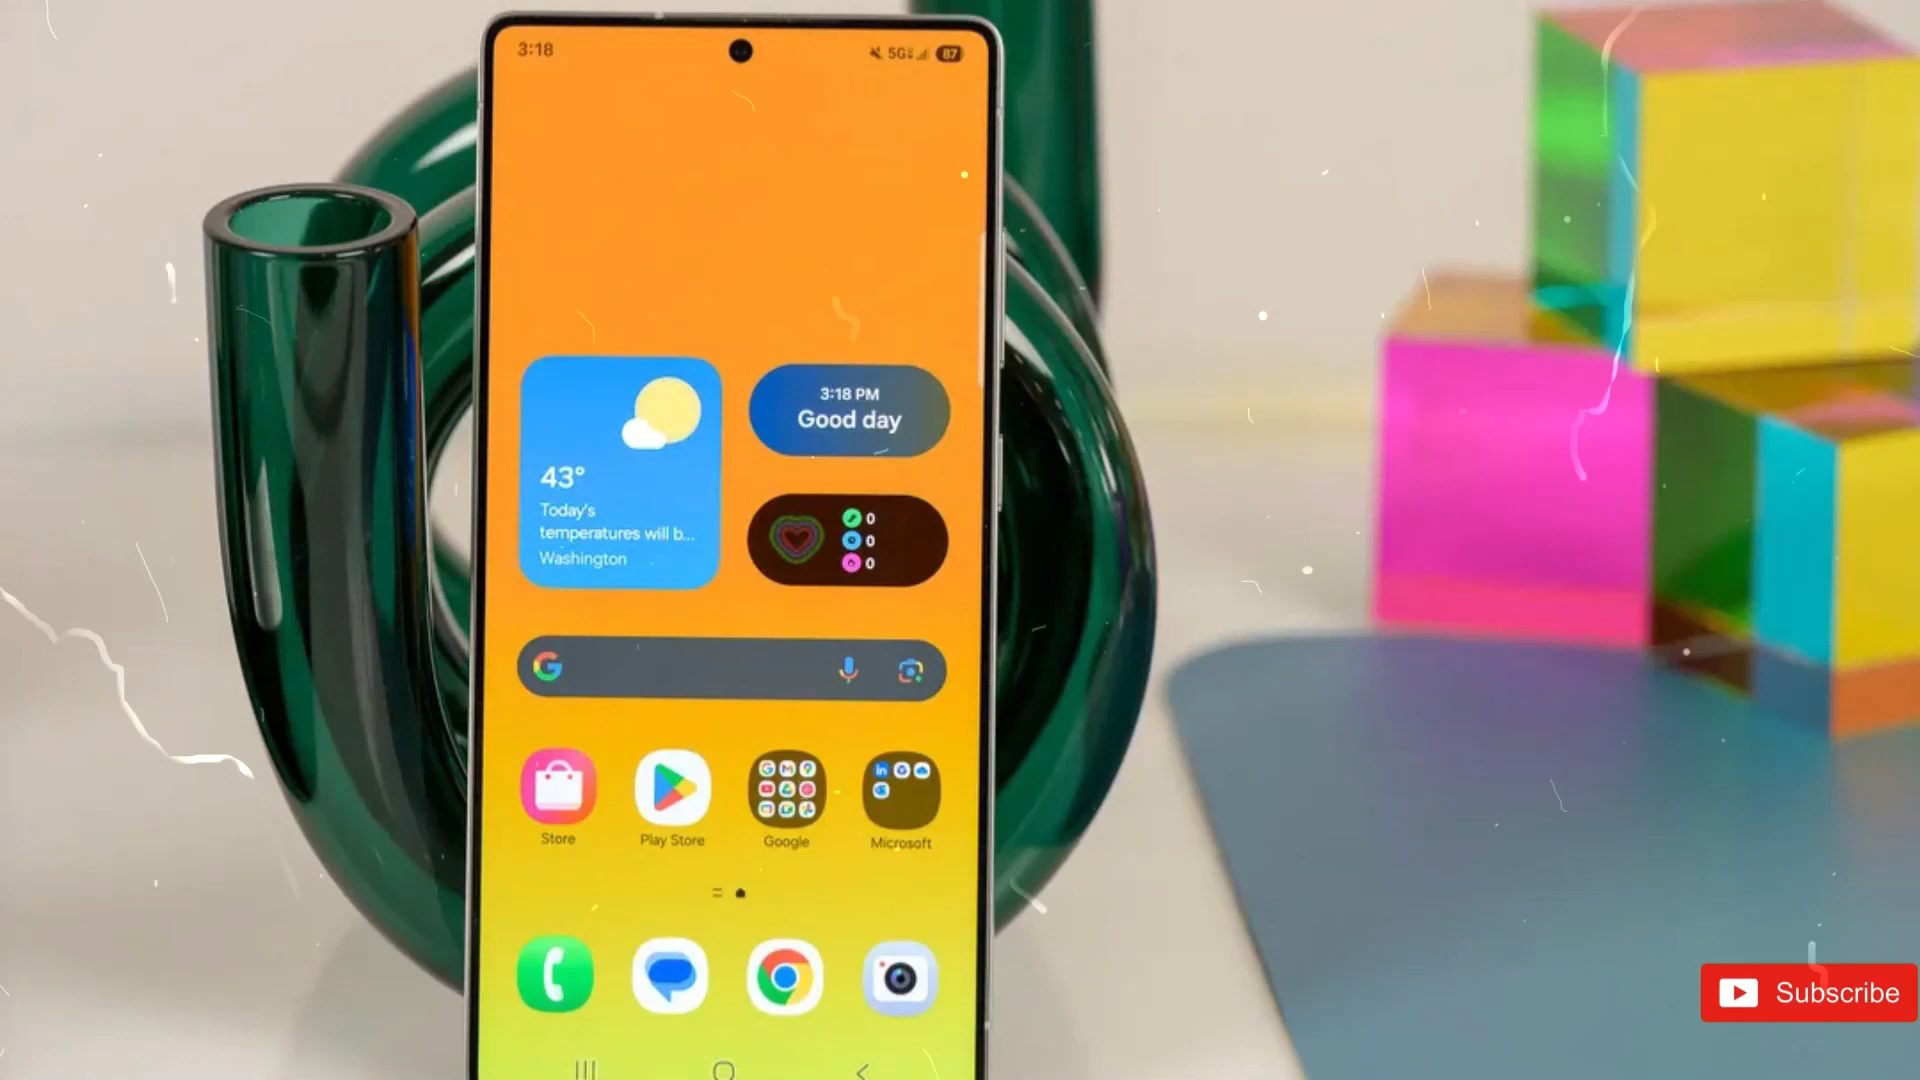 3:18
5G 87
3:18 PM
Good day
43°
Today's
temperatures will b...
Washington
0
0
0
Store
Play Store
Google
Microsoft
Subscribe